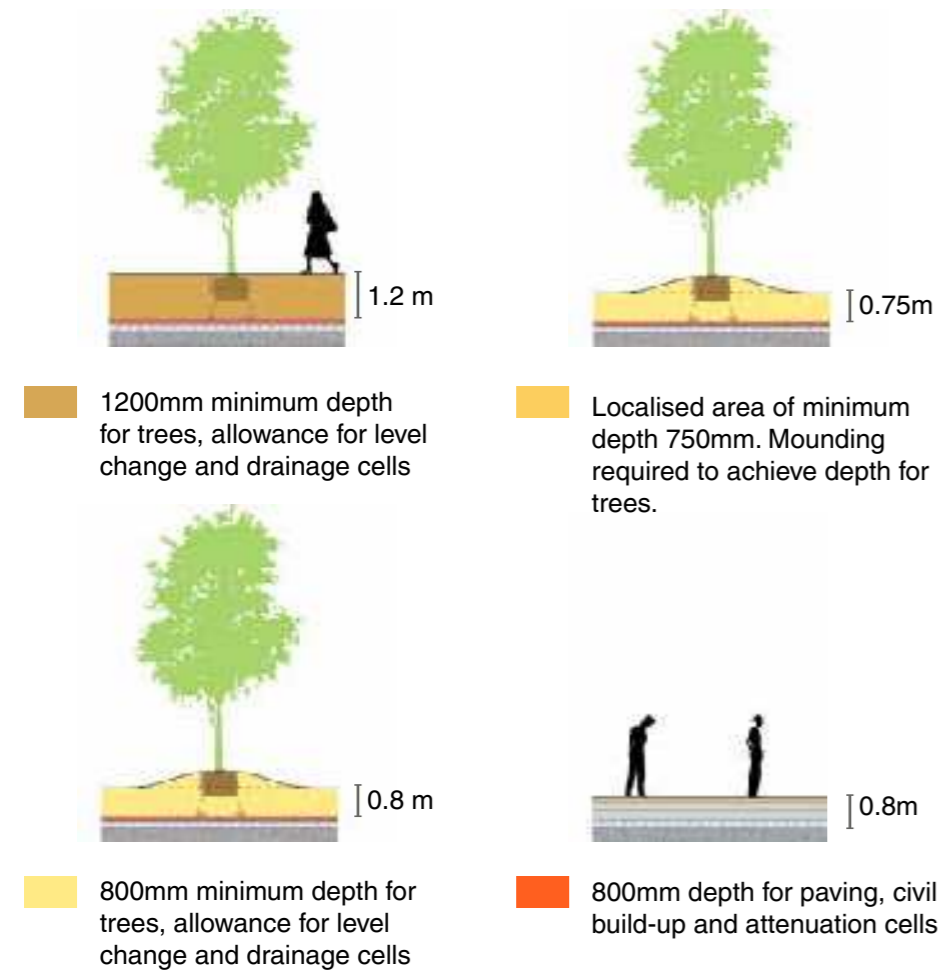 1.2 m
0.75m
1200mm minimum depth
for trees, allowance for level
change and drainage cells
Localised area of minimum
depth 750mm. Mounding
required to achieve depth for
trees.
0.8 m
0.8m
800mm minimum depth for
trees, allowance for level
change and drainage cells
800mm depth for paving, civil
build-up and attenuation cells